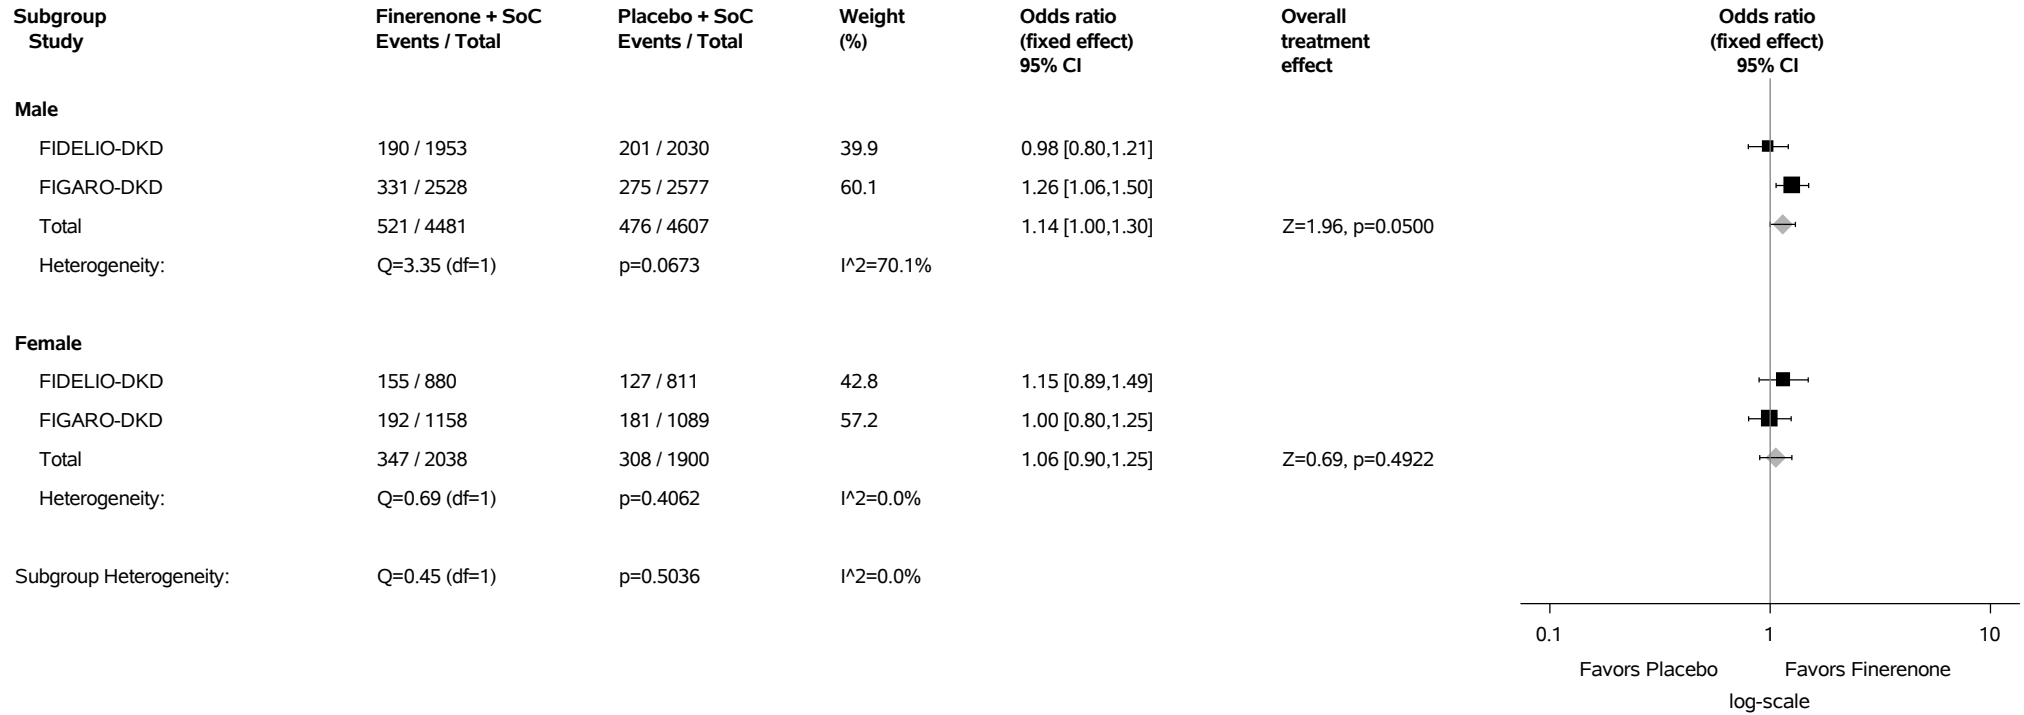 Subgroup Finerenone + SoC Placebo + SoC Weight Odds ratio Overall Odds ratio
Study Events / Total Events / Total (%) (fixed effect) treatment (fixed effect)
95% CI effect 95% CI
Male
FIDELIO-DKD 190 / 1953 201 / 2030 39.9 0.98 [0.80,1.21]
FIGARO-DKD 331 / 2528 275 / 2577 60.1 1.26 [1.06,1.50]
Total 521 / 4481 476 / 4607 1.14 [1.00,1.30] Z=1.96, p=0.0500
Heterogeneity: Q=3.35 (df=1) p=0.0673 I^2=70.1%
Female
FIDELIO-DKD 155 / 880 127 / 811 42.8 1.15 [0.89,1.49]
FIGARO-DKD 192 / 1158 181 / 1089 57.2 1.00 [0.80,1.25]
Total 347 / 2038 308 / 1900 1.06 [0.90,1.25] Z=0.69, p=0.4922
Heterogeneity: Q=0.69 (df=1) p=0.4062 I^2=0.0%
Subgroup Heterogeneity: Q=0.45 (df=1) p=0.5036 I^2=0.0%
0.1 1 10
Favors Placebo Favors Finerenone
log-scale